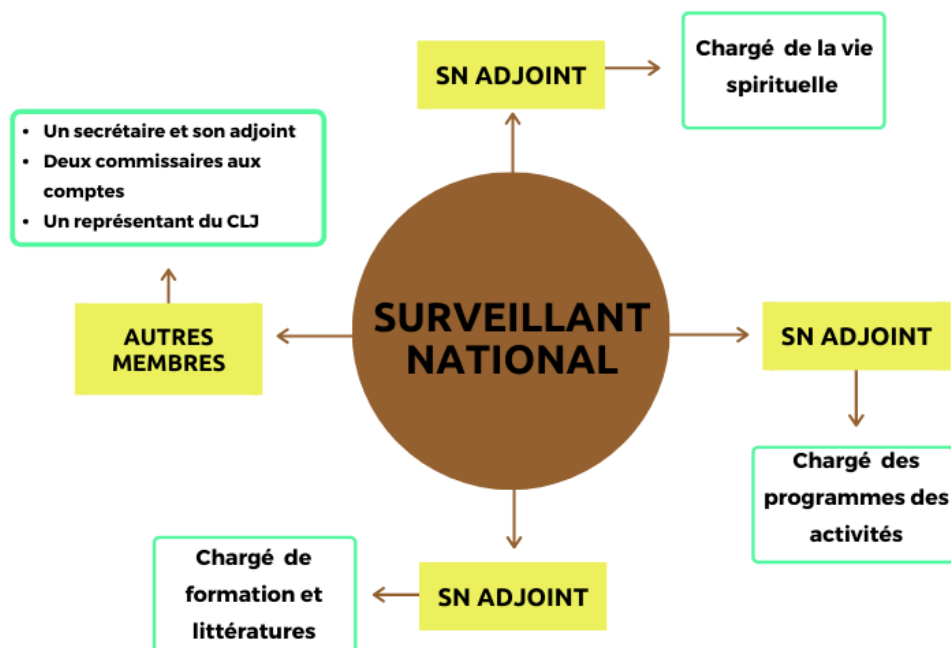 SN ADJOINT
Chargé de la vie
spirituelle
• Un secrétaire et son adjoint
• Deux commissaires aux
comptes
• Un représentant du CLJ
SURVEILLANT
NATIONAL
AUTRES
MEMBRES
SN ADJOINT
Chargé des
programmes des
activités
Chargé de
formation et
littératures
SN ADJOINT